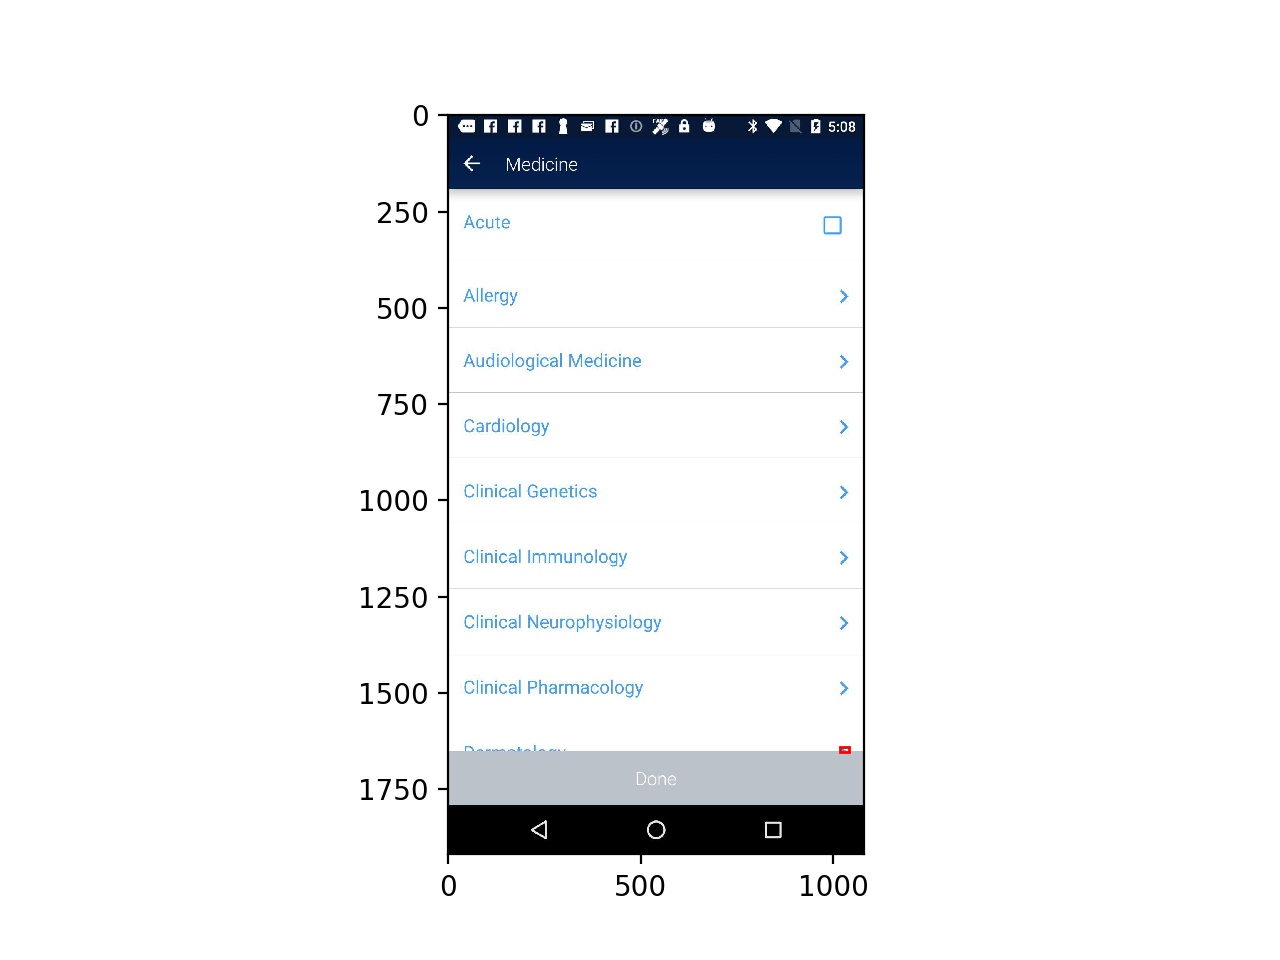 0
250
500
750
1000
1250
1500
1750
0
500
1000
5:08
Medicine
Acute
Allergy
Audiological Medicine
Cardiology
Clinical Genetics
Clinical Immunology
Clinical Neurophysiology
Clinical Pharmacology
Dermatology
Done